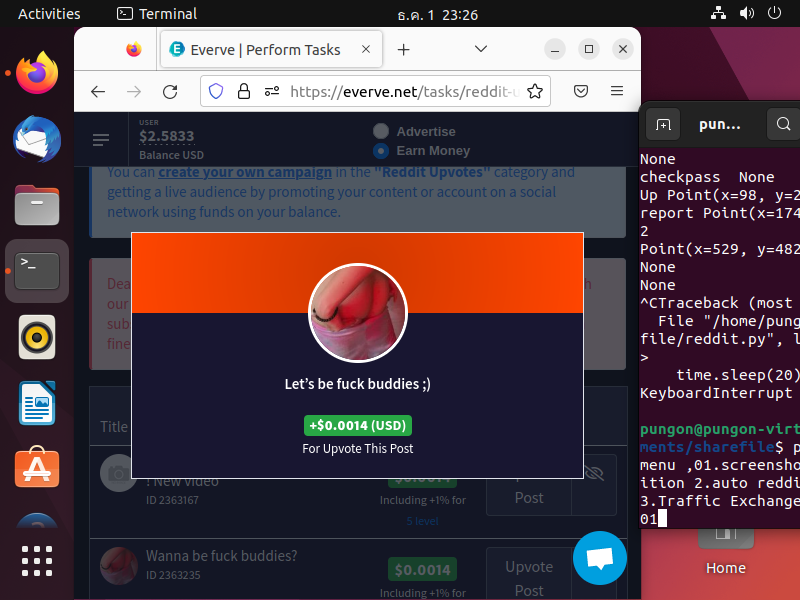 Activities
Terminal
ธ.ค. 1 23:26
Everve | Perform Tasks
https://everve.net/tasks/reddit-u
USER
$2.5833
Balance USD
Advertise
Earn Money
You can create your own campaign in the "Reddit Upvotes" category and
getting a live audience by promoting your content or account on a social
network using funds on your balance.
Dea
our
sub
fine
Let's be fuck buddies ;)
+$0.0014 (USD)
For Upvote This Post
Title
! New video
ID 2363167
$0.0014
Including +1% for
5 level
Post
Wanna be fuck buddies?
ID 2363235
$0.0014
Including +1% for
Upvote
Post
pun...
None
checkpass  None
Up Point(x=98, y=2
report Point(x=174
2
Point(x=529, y=482
None
None
^CTraceback (most
File "/home/pung
file/reddit.py", l
>
time.sleep(20)
KeyboardInterrupt
pungon@pungon-virt
ments/sharefile$ p
menu ,01.screensho
ition 2.auto reddi
3.Traffic Exchange
01
Home